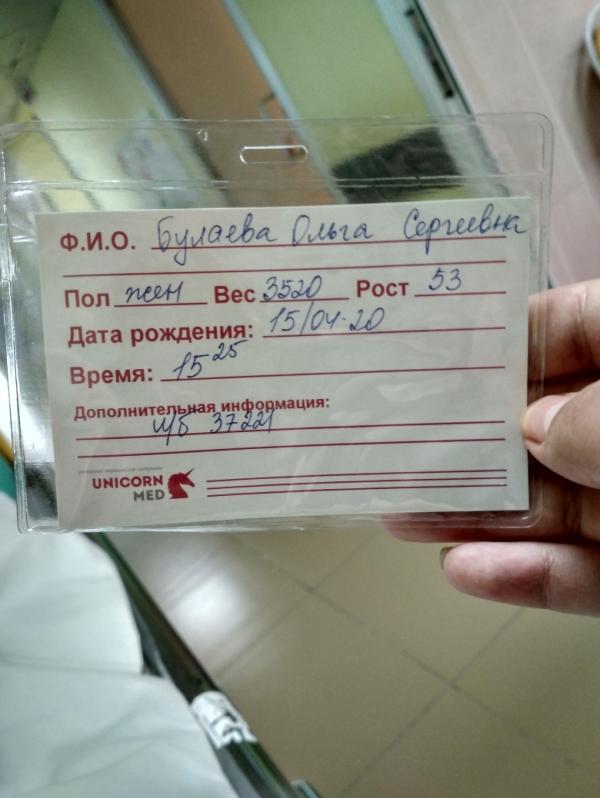 Ф.И.О. Булаева Ольга Сергеевна
Пол жен Вес 3520 Рост 53
Дата рождения: 15/04-20
Время: 15 25
Дополнительная информация:
и/б 37221
UNICORN
MED